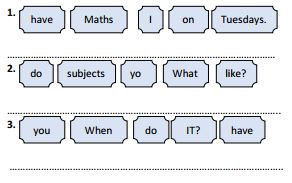 1. have Maths I on Tuesdays.
2. do subjects yo What like?
3. you When do IT? have